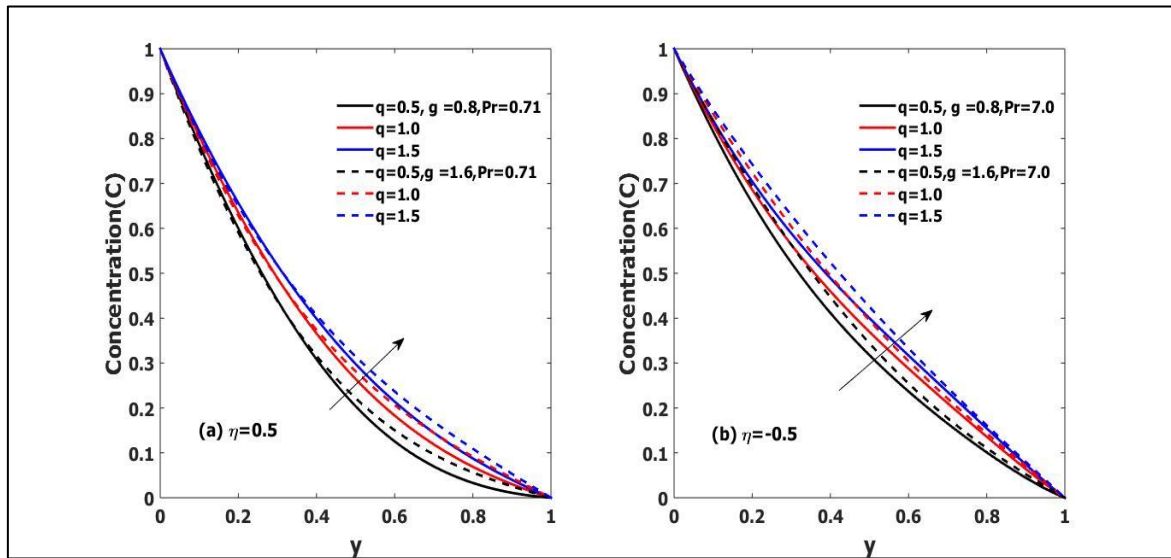 1
0.9
0.8
0.7
0.6
0.5
0.4
0.3
0.2
0.1
0
Concentration(C)
q=0.5, g =0.8,Pr=0.71
q=1.0
q=1.5
q=0.5,g =1.6,Pr=0.71
q=1.0
q=1.5
(a) η=0.5
0 0.2 0.4 0.6 0.8 1
y
1
0.9
0.8
0.7
0.6
0.5
0.4
0.3
0.2
0.1
0
Concentration(C)
q=0.5, g =0.8,Pr=7.0
q=1.0
q=1.5
q=0.5,g =1.6,Pr=7.0
q=1.0
q=1.5
(b) η=-0.5
0 0.2 0.4 0.6 0.8 1
y